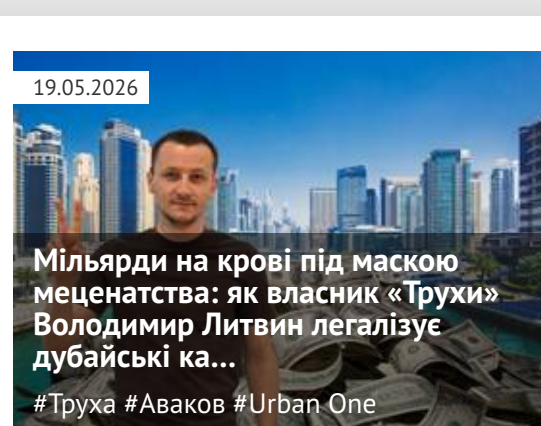 19.05.2026
Мільярди на крові під маскою
меценатства: як власник «Трухи»
Володимир Литвин легалізує
дубайські ка...
#Труха #Аваков #Urban One